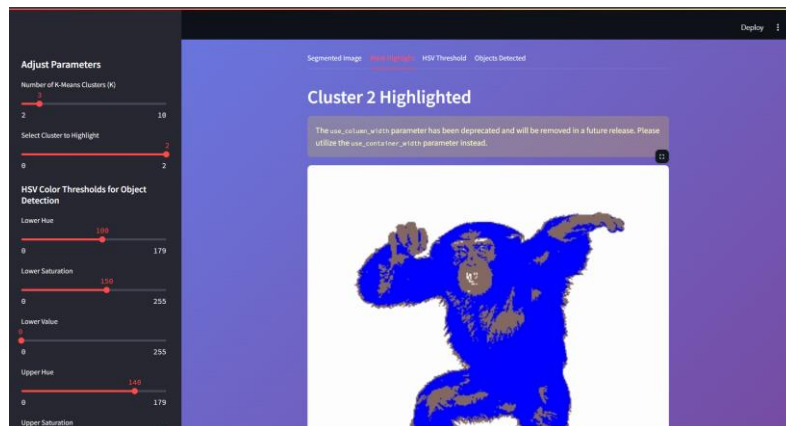 Deploy
Adjust Parameters
Number of K-Means Clusters (K)
3
2 10
Select Cluster to Highlight
2
0 2
HSV Color Thresholds for Object
Detection
Lower Hue
100
0 179
Lower Saturation
150
0 255
Lower Value
0
0 255
Upper Hue
140
0 179
Upper Saturation
Segmented Image HSV Threshold Objects Detected
Cluster 2 Highlighted
The use_column_width parameter has been deprecated and will be removed in a future release. Please
utilize the use_container_width parameter instead.